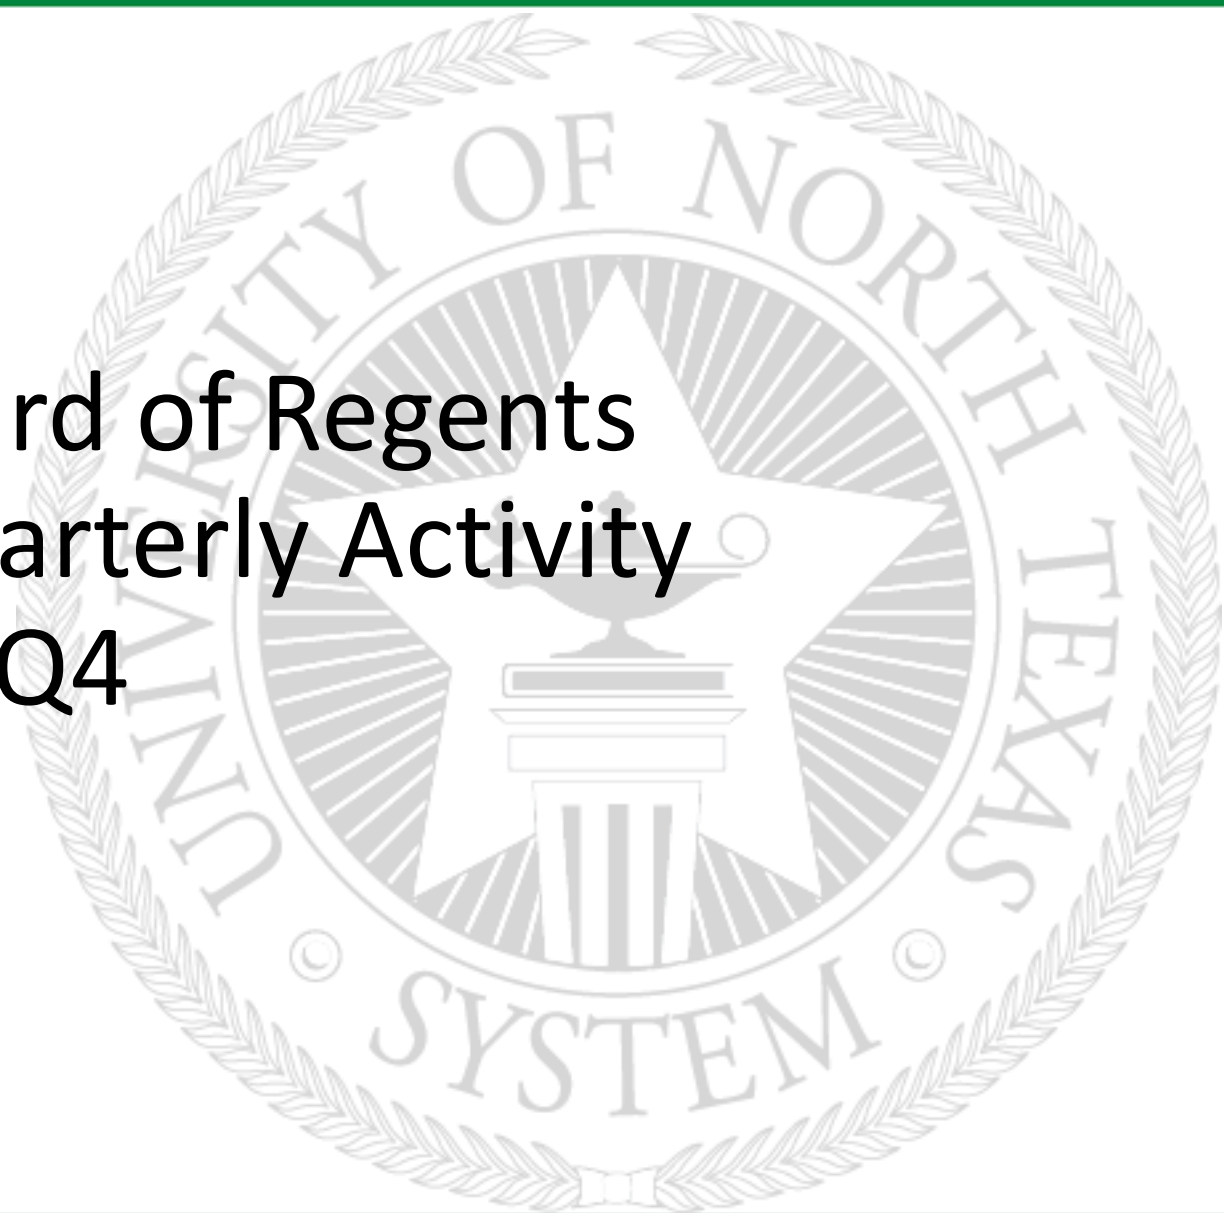 UNIVERSITY OF NORTH TEXAS
SYSTEM
rd of Regents
arterly Activity
Q4